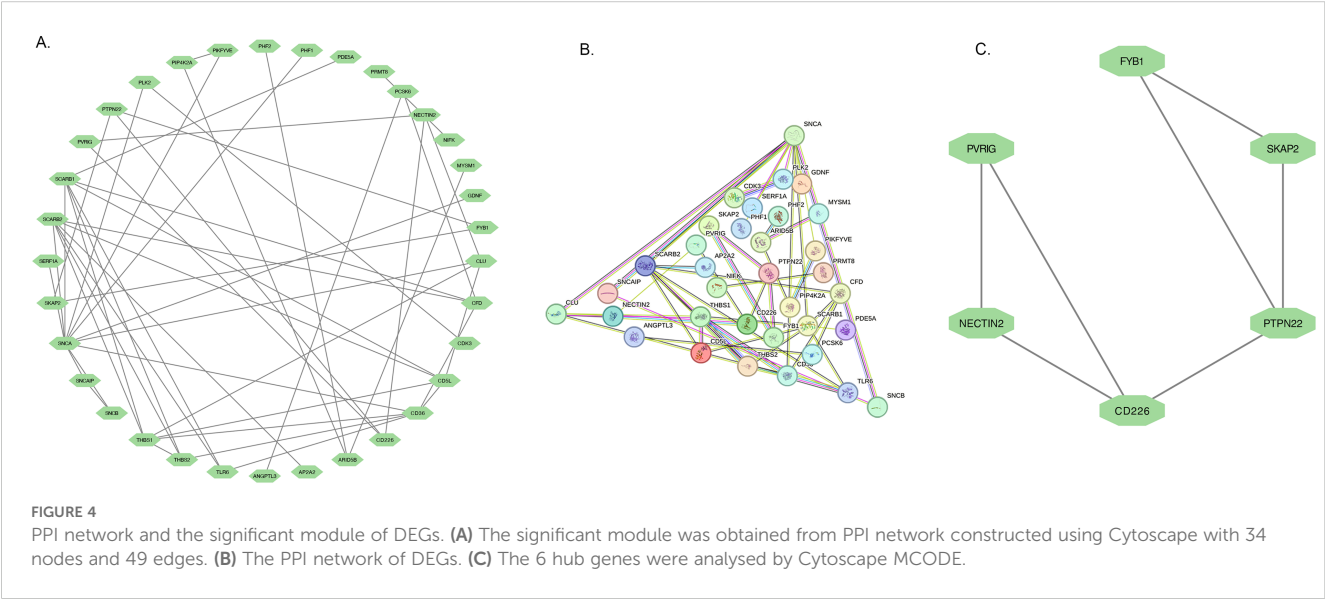 A.
PIKFYVE
PHF2
PHF1
PDE5A
PIP4K2A
PRMT8
PLK2
PCSK6
PTPN22
NECTIN2
PVRIG
NIFK
MYSM1
SCARB1
GDNF
SCARB2
FYB1
SERF1A
CLU
SKAP2
CFD
SNCA
CDK3
SNCAIP
CD5L
SNCB
CD36
THBS1
CD226
THBS2
ARID5B
TLR6
ANGPTL3
AP2A2
B.
SNCA
PLK2
GDNF
CDK3
SERF1A
PHF2
MYSM1
SKAP2
PHF1
PVRIG
ARID5B
PIKFYVE
SCARB2
AP2A2
PTPN22
PRMT8
SNCAIP
NIFK
CFD
CLU
NECTIN2
THBS1
PIP4K2A
CD226
SCARB1
PDE5A
ANGPTL3
FYB1
CD5L
PCSK6
THBS2
CD36
TLR6
SNCB
C.
FYB1
PVRIG
SKAP2
NECTIN2
PTPN22
CD226
FIGURE 4
PPI network and the significant module of DEGs. (A) The significant module was obtained from PPI network constructed using Cytoscape with 34
nodes and 49 edges. (B) The PPI network of DEGs. (C) The 6 hub genes were analysed by Cytoscape MCODE.